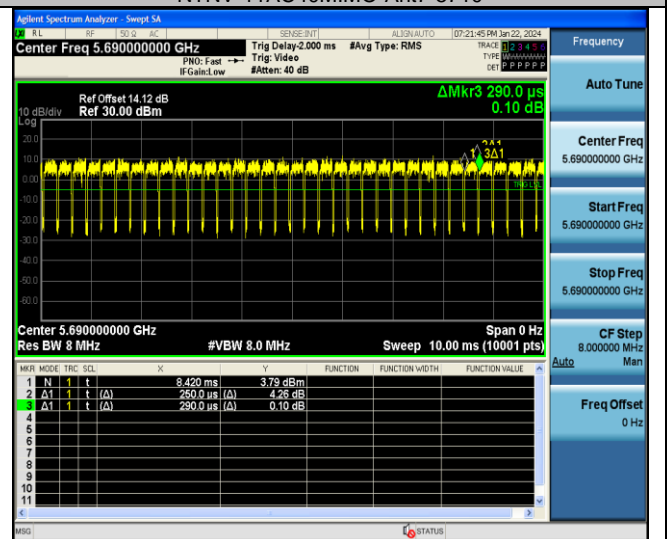 Agilent Spectrum Analyzer - Swept SA
RL RF 50 Ω AC SENSE:INT ALIGN AUTO 07:21:45 PM Jan 22, 2024
Center Freq 5.690000000 GHz
PNO: Fast
IFGain:Low
Trig Delay-2.000 ms
Trig: Video
#Atten: 40 dB
#Avg Type: RMS
TRACE 1 2 3 4 5 6
TYPE
DET P P P P P P
Ref Offset 14.12 dB
10 dB/div Ref 30.00 dBm
Log
ΔMkr3 290.0 µs
0.10 dB
20.0
10.0
0.00
-10.0
-20.0
-30.0
-40.0
-50.0
-60.0
1 3Δ1
Center 5.690000000 GHz Span 0 Hz
Res BW 8 MHz #VBW 8.0 MHz Sweep 10.00 ms (10001 pts)
MKR MODE TRC SCL X Y FUNCTION FUNCTION WIDTH FUNCTION VALUE
1 N 1 t 8.420 ms 3.79 dBm
2 Δ1 1 t (Δ) 250.0 µs (Δ) 4.26 dB
3 Δ1 1 t (Δ) 290.0 µs (Δ) 0.10 dB
4
5
6
7
8
9
10
11
MSG STATUS
Frequency
Auto Tune
Center Freq
5.690000000 GHz
Start Freq
5.690000000 GHz
Stop Freq
5.690000000 GHz
CF Step
8.000000 MHz
Auto Man
Freq Offset
0 Hz